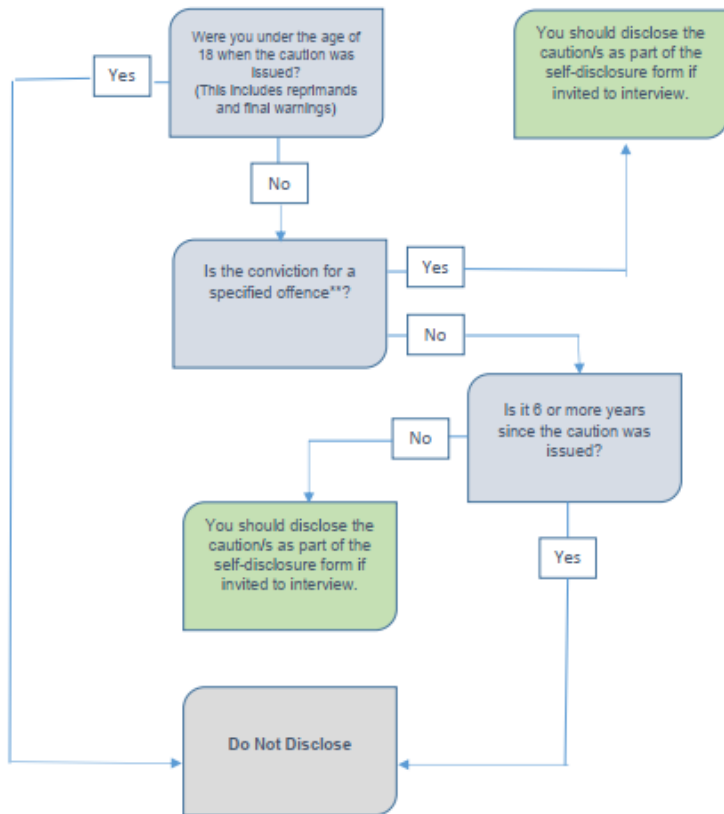 Were you under the age of
18 when the caution was
issued?
(This includes reprimands
and final warnings)
Yes
You should disclose the
caution/s as part of the
self-disclosure form if
invited to interview.
No
Is the conviction for a
specified offence**?
Yes
No
Is it 6 or more years
since the caution was
issued?
No
You should disclose the
caution/s as part of the
self-disclosure form if
invited to interview.
Yes
Do Not Disclose